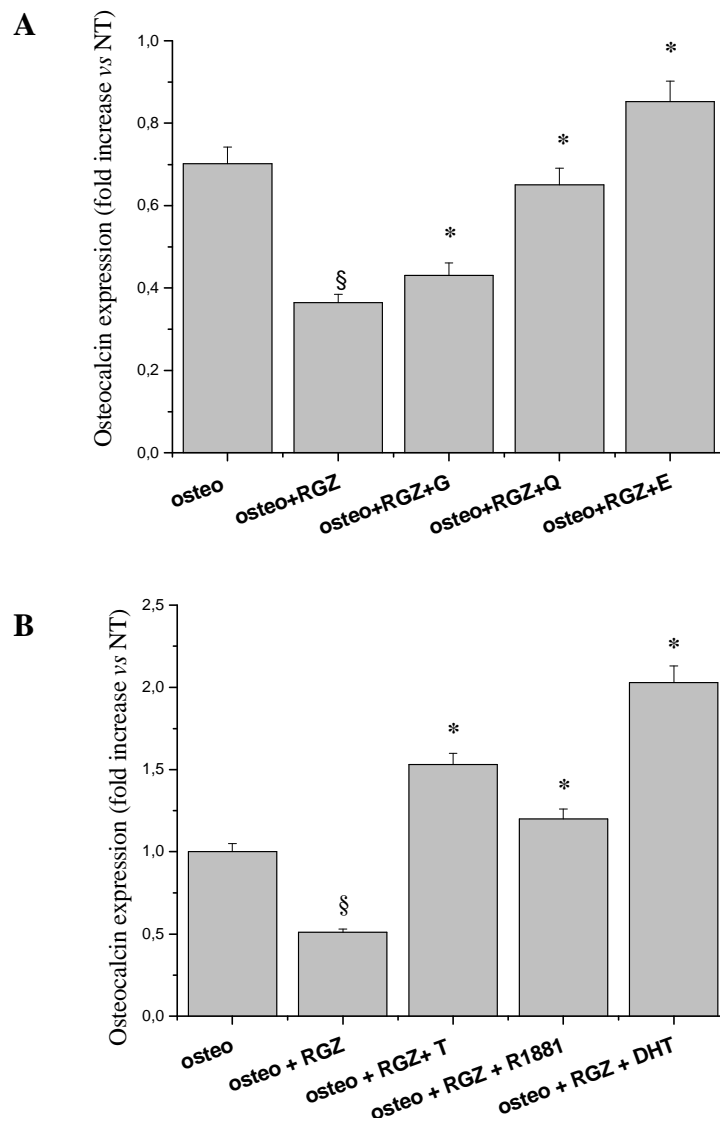 A
Osteocalcin expression (fold increase vs NT)
1,0
0,8
0,6
0,4
0,2
0,0
*
*
*
§
osteo
osteo+RGZ
osteo+RGZ+G
osteo+RGZ+Q
osteo+RGZ+E
B
Osteocalcin expression (fold increase vs NT)
2,5
2,0
1,5
1,0
0,5
0,0
*
*
*
§
osteo
osteo + RGZ
osteo + RGZ+ T
osteo + RGZ + R1881
osteo + RGZ + DHT